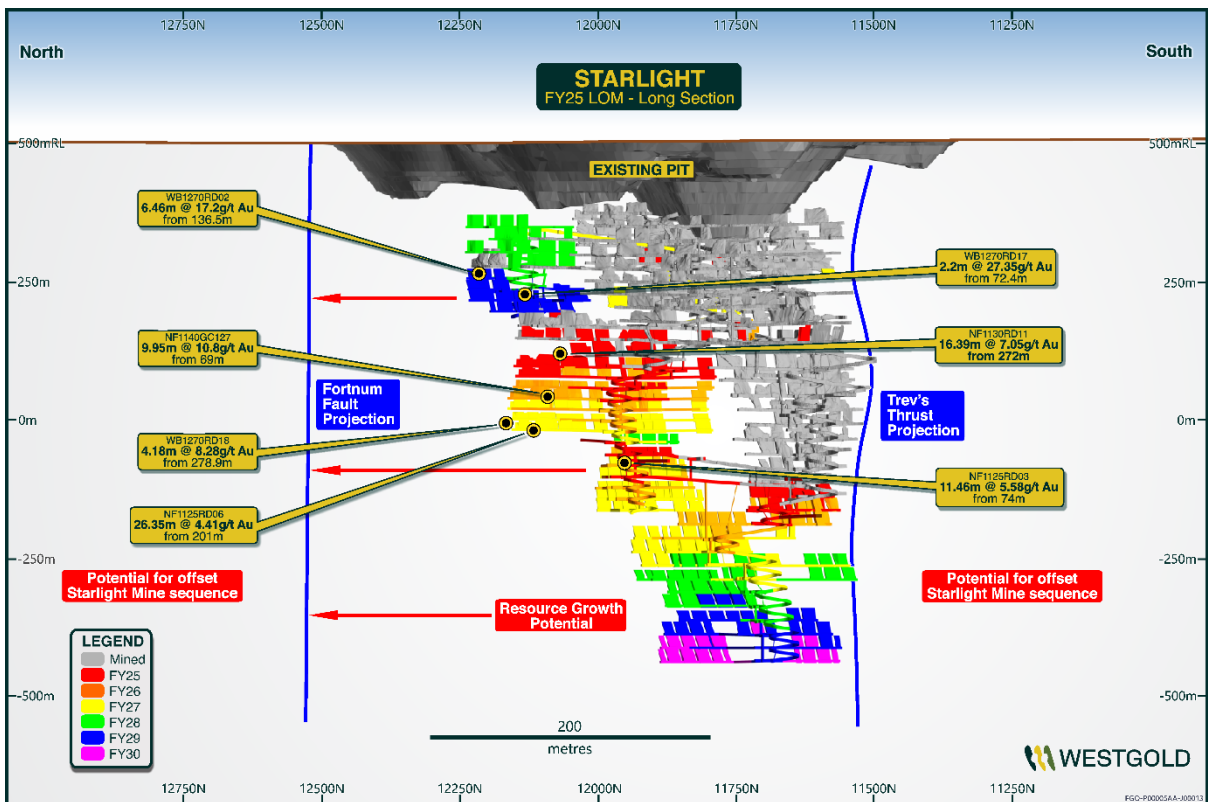 12750N 12500N 12250N 12000N 11750N 11500N 11250N
North
South
STARLIGHT
FY25 LOM - Long Section
500mRL
500mRL
EXISTING PIT
WB1270RD02
6.46m @ 17.2g/t Au
from 136.5m
WB1270RD17
2.2m @ 27.35g/t Au
from 72.4m
250m
250m
NF1140GC127
9.95m @ 10.8g/t Au
from 69m
NF1130RD11
16.39m @ 7.05g/t Au
from 272m
Fortnum
Fault
Projection
Trev's
Thrust
Projection
0m
0m
WB1270RD18
4.18m @ 8.28g/t Au
from 278.9m
NF1125RD03
11.46m @ 5.58g/t Au
from 74m
NF1125RD06
26.35m @ 4.41g/t Au
from 201m
-250m
-250m
Potential for offset
Starlight Mine sequence
Potential for offset
Starlight Mine sequence
Resource Growth
Potential
LEGEND
Mined
FY25
FY26
FY27
FY28
FY29
FY30
-500m
-500m
200
metres
WESTGOLD
12750N 12500N 12250N 12000N 11750N 11500N 11250N
FGO-P00005AA-J00013